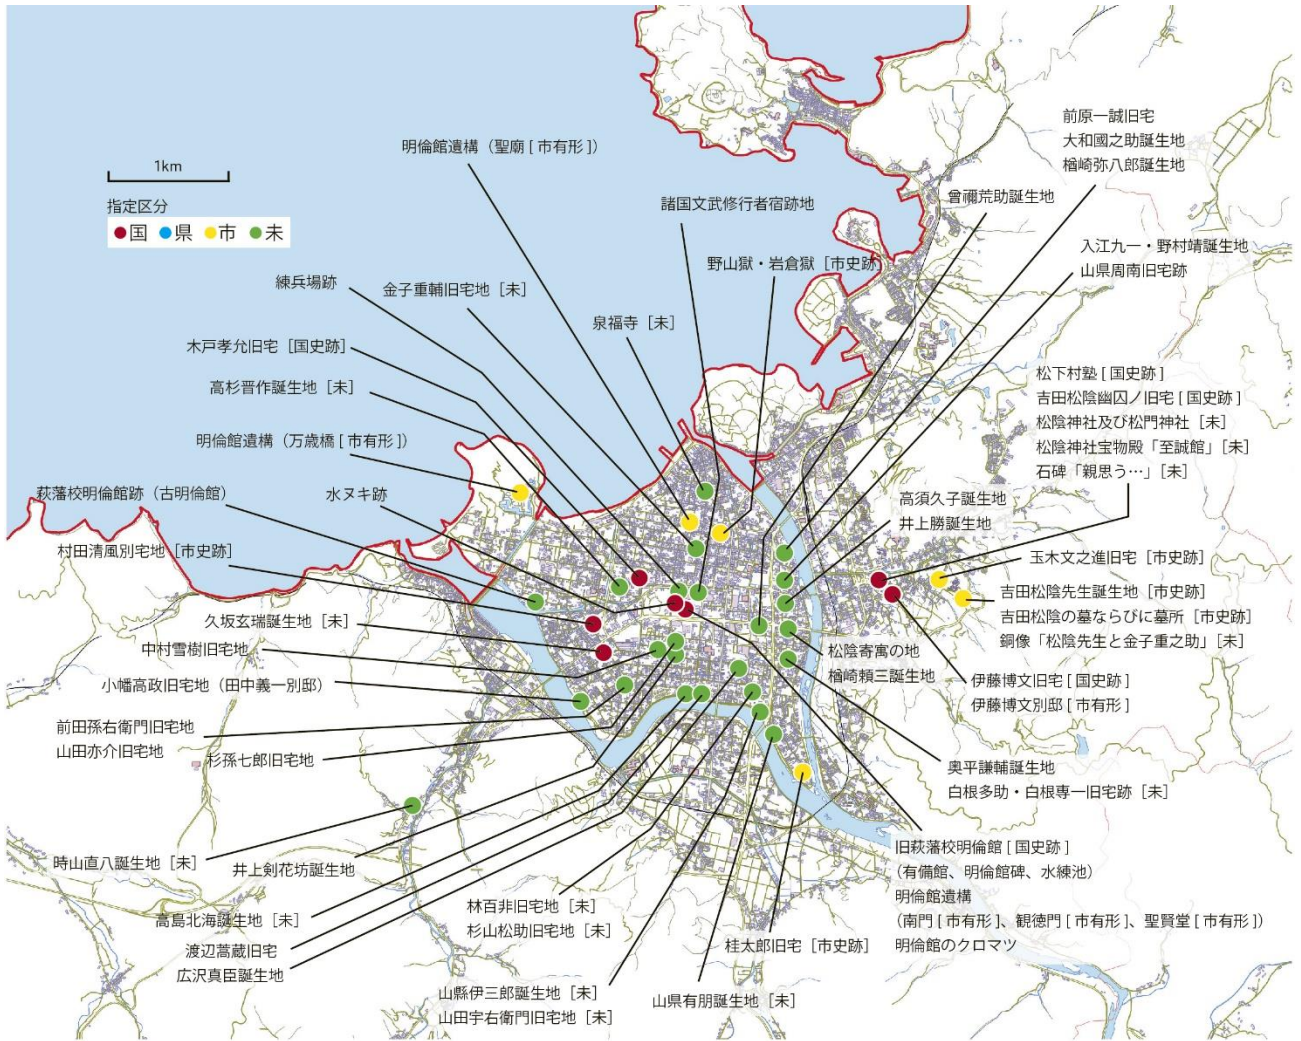 1km
指定区分
国 県 市 未
明倫館遺構（聖廟 [ 市有形 ]）
諸国文武修行者宿跡地
前原一誠旧宅
大和國之助誕生地
楢崎弥八郎誕生地
曾禰荒助誕生地
野山獄・岩倉獄［市史跡］
入江九一・野村靖誕生地
山県周南旧宅跡
練兵場跡
金子重輔旧宅地［未］
泉福寺［未］
木戸孝允旧宅［国史跡］
高杉晋作誕生地［未］
明倫館遺構（万歳橋 [ 市有形 ]）
萩藩校明倫館跡（古明倫館）
水ヌキ跡
村田清風別宅地［市史跡］
松下村塾 [ 国史跡 ]
吉田松陰幽囚ノ旧宅 [ 国史跡 ]
松陰神社及び松門神社［未］
松陰神社宝物殿「至誠館」［未］
石碑「親思う…」［未］
高須久子誕生地
井上勝誕生地
玉木文之進旧宅［市史跡］
吉田松陰先生誕生地［市史跡］
吉田松陰の墓ならびに墓所［市史跡］
銅像「松陰先生と金子重之助」［未］
久坂玄瑞誕生地［未］
中村雪樹旧宅地
小幡高政旧宅地（田中義一別邸）
前田孫右衛門旧宅地
山田亦介旧宅地
杉孫七郎旧宅地
松陰寄寓の地
楢崎頼三誕生地
伊藤博文旧宅 [ 国史跡 ]
伊藤博文別邸 [ 市有形 ]
奥平謙輔誕生地
白根多助・白根専一旧宅跡［未］
時山直八誕生地［未］
井上剣花坊誕生地
高島北海誕生地［未］
渡辺蒿蔵旧宅
広沢真臣誕生地
林百非旧宅地［未］
杉山松助旧宅地［未］
山縣伊三郎誕生地［未］
山田宇右衛門旧宅地［未］
山県有朋誕生地［未］
桂太郎旧宅［市史跡］
旧萩藩校明倫館 [ 国史跡 ]
（有備館、明倫館碑、水練池）
明倫館遺構
（南門 [ 市有形 ]、観徳門 [ 市有形 ]、聖賢堂 [ 市有形 ]）
明倫館のクロマツ